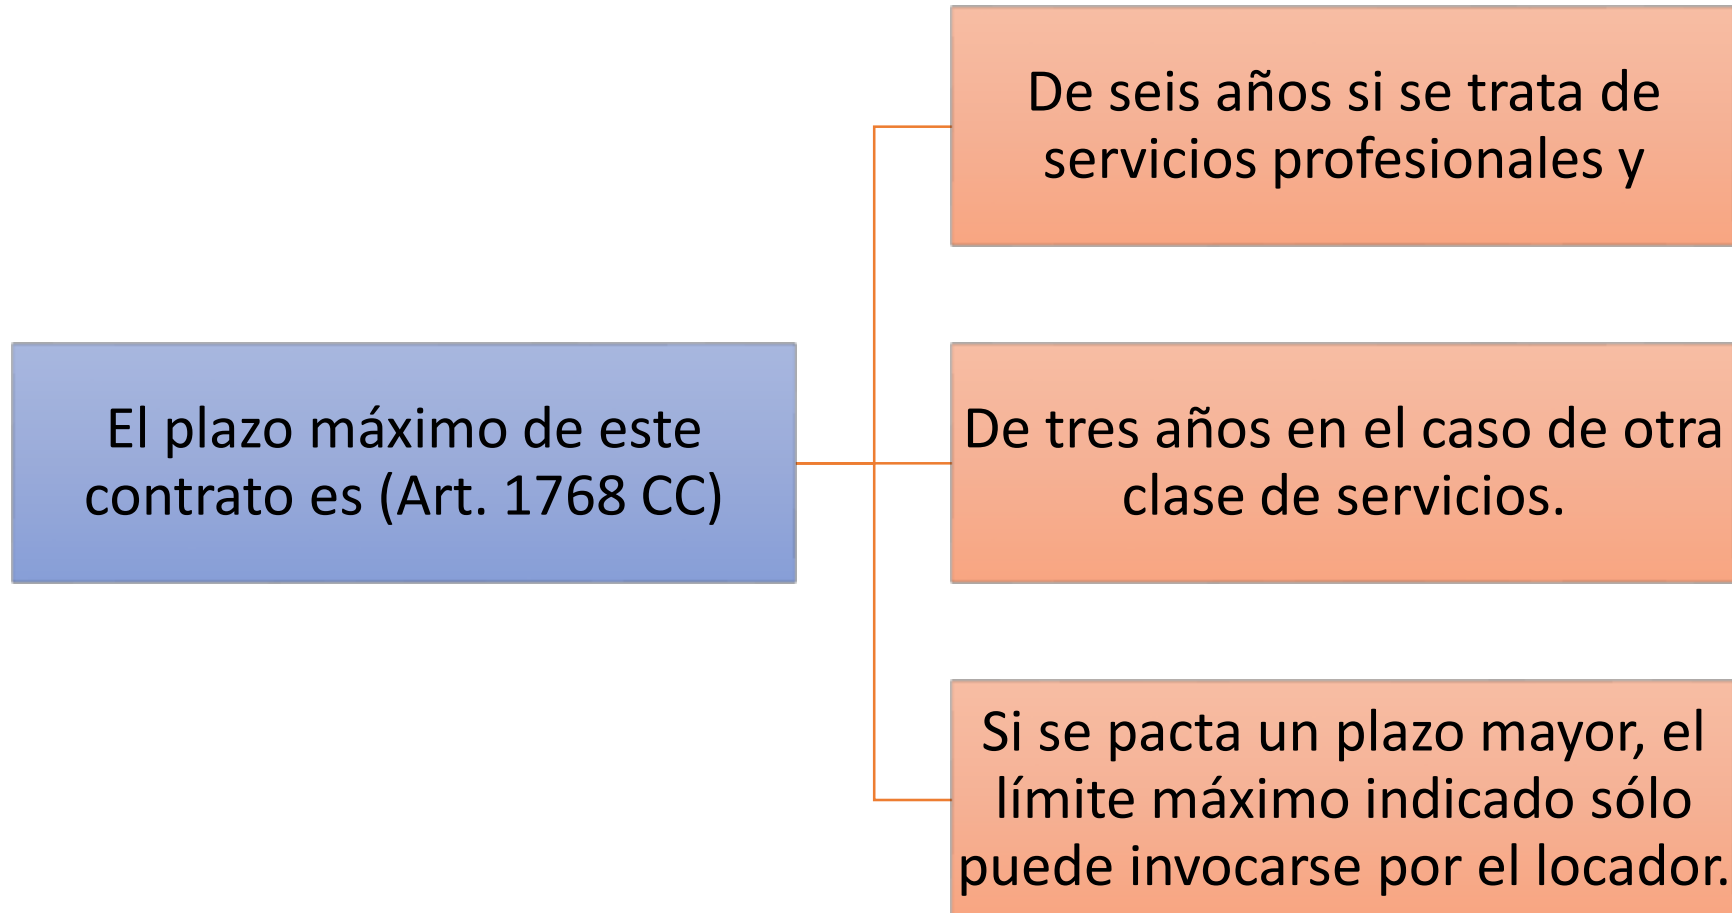 El plazo máximo de este
contrato es (Art. 1768 CC)
De seis años si se trata de
servicios profesionales y
De tres años en el caso de otra
clase de servicios.
Si se pacta un plazo mayor, el
límite máximo indicado sólo
puede invocarse por el locador.